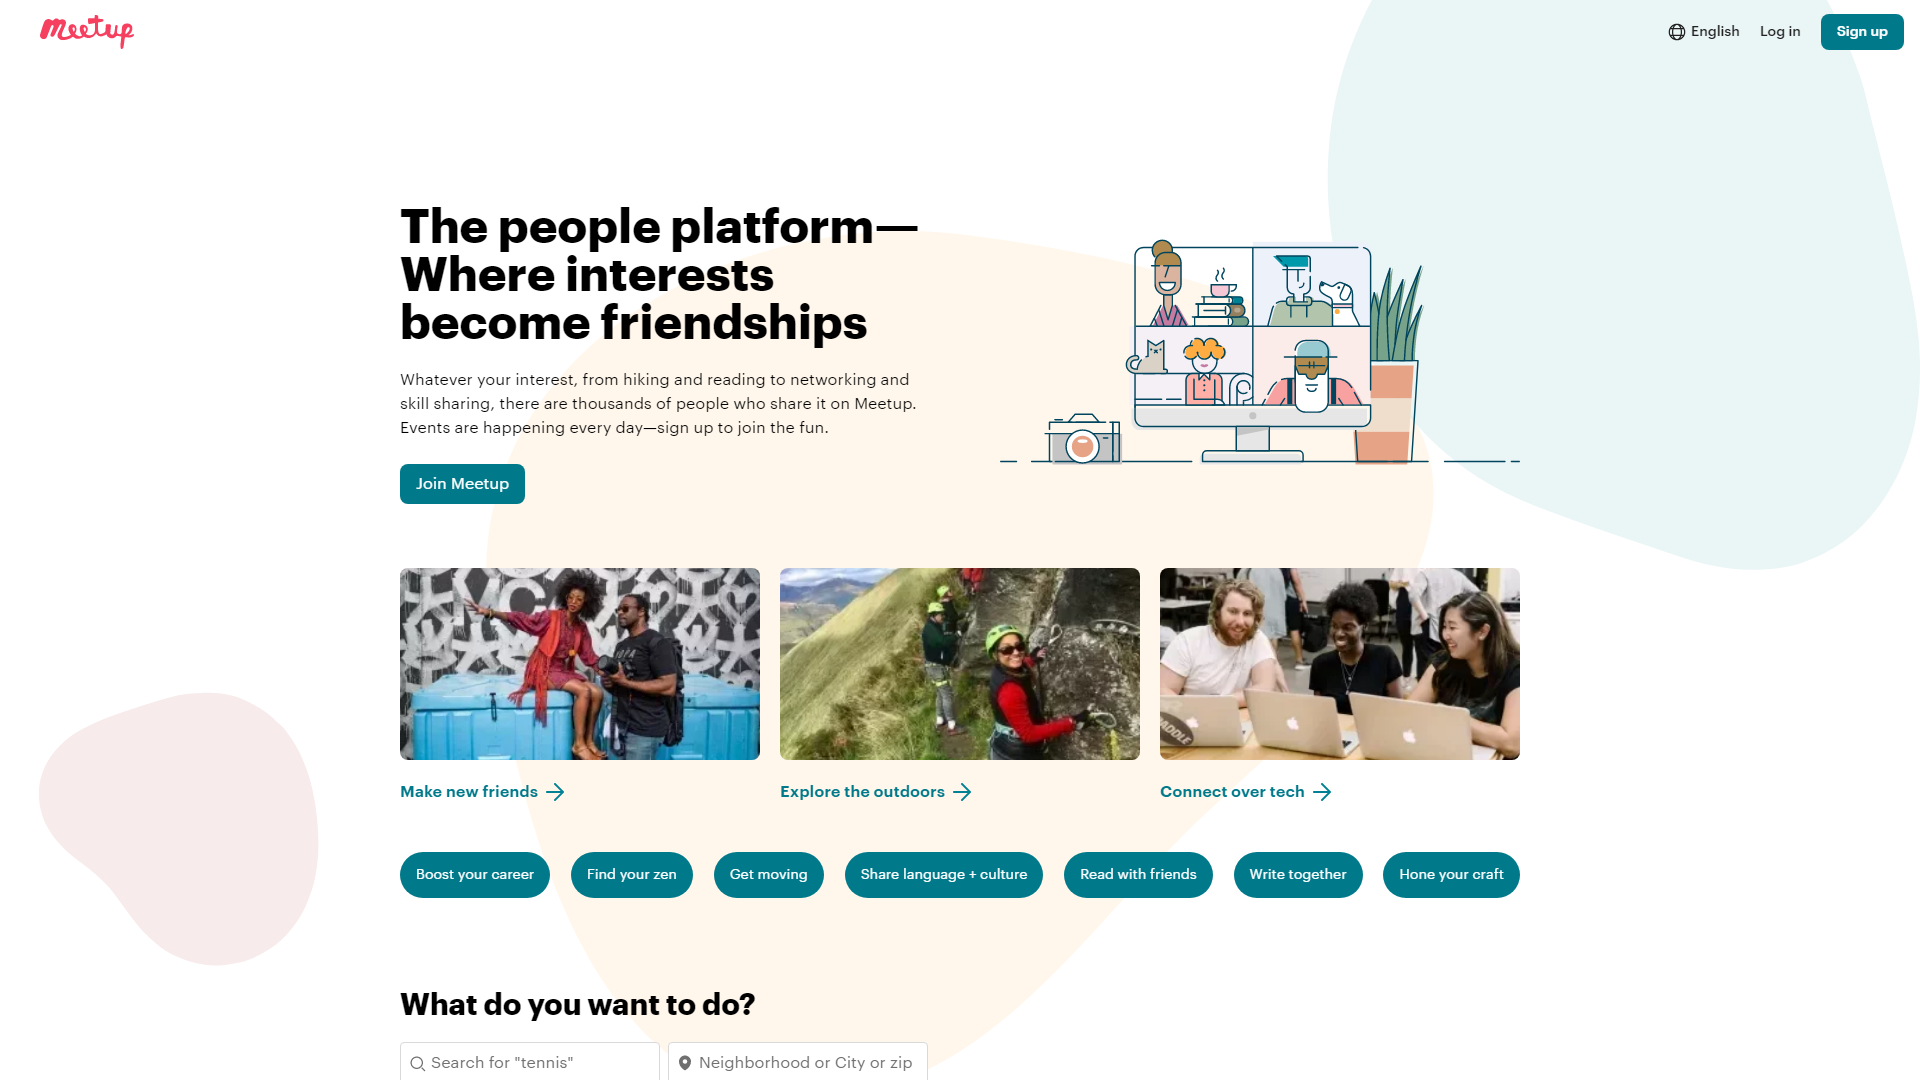 Meetup
English
Log in
Sign up
The people platform—
Where interests
become friendships
Whatever your interest, from hiking and reading to networking and
skill sharing, there are thousands of people who share it on Meetup.
Events are happening every day—sign up to join the fun.
Join Meetup
Make new friends
Explore the outdoors
Connect over tech
Boost your career
Find your zen
Get moving
Share language + culture
Read with friends
Write together
Hone your craft
What do you want to do?
Search for "tennis"
Neighborhood or City or zip